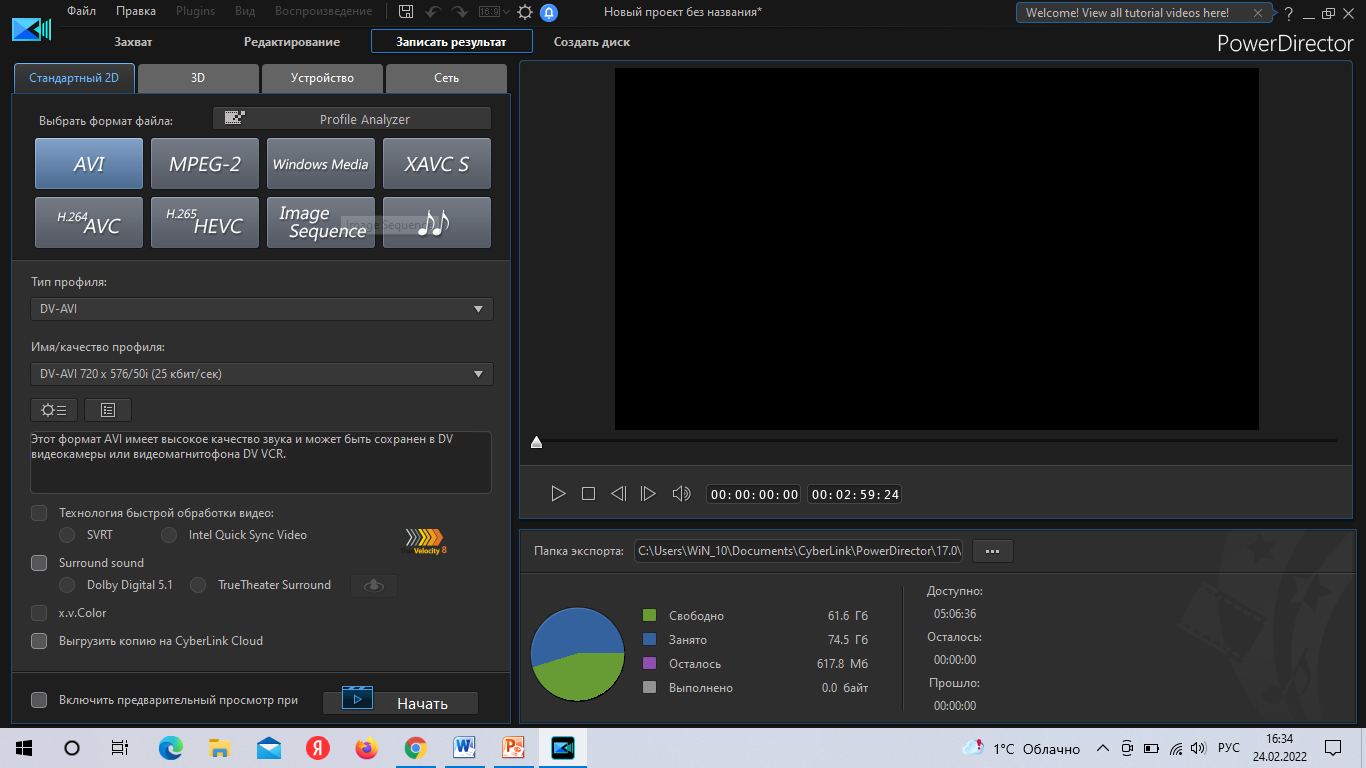 Файл Правка Plugins Вид Воспроизведение 16:9 Новый проект без названия* Welcome! View all tutorial videos here! ?
Захват Редактирование Записать результат Создать диск PowerDirector
Стандартный 2D 3D Устройство Сеть
Выбрать формат файла: Profile Analyzer
AVI MPEG-2 Windows Media XAVC S
H.264 AVC H.265 HEVC Image Sequence
Image Sequence
Тип профиля:
DV-AVI
Имя/качество профиля:
DV-AVI 720 x 576/50i (25 кбит/сек)
Этот формат AVI имеет высокое качество звука и может быть сохранен в DV
видеокамеры или видеомагнитофона DV VCR.
Технология быстрой обработки видео:
SVRT Intel Quick Sync Video
Velocity 8
Surround sound
Dolby Digital 5.1 TrueTheater Surround
x.v.Color
Выгрузить копию на CyberLink Cloud
Включить предварительный просмотр при Начать
00:00:00:00 00:02:59:24
Папка экспорта: C:\Users\WiN_10\Documents\CyberLink\PowerDirector\17.0\ ...
Свободно 61.6 Гб
Занято 74.5 Гб
Осталось 617.8 Мб
Выполнено 0.0 байт
Доступно:
05:06:36
Осталось:
00:00:00
Прошло:
00:00:00
1°C Облачно РУС 16:34
24.02.2022